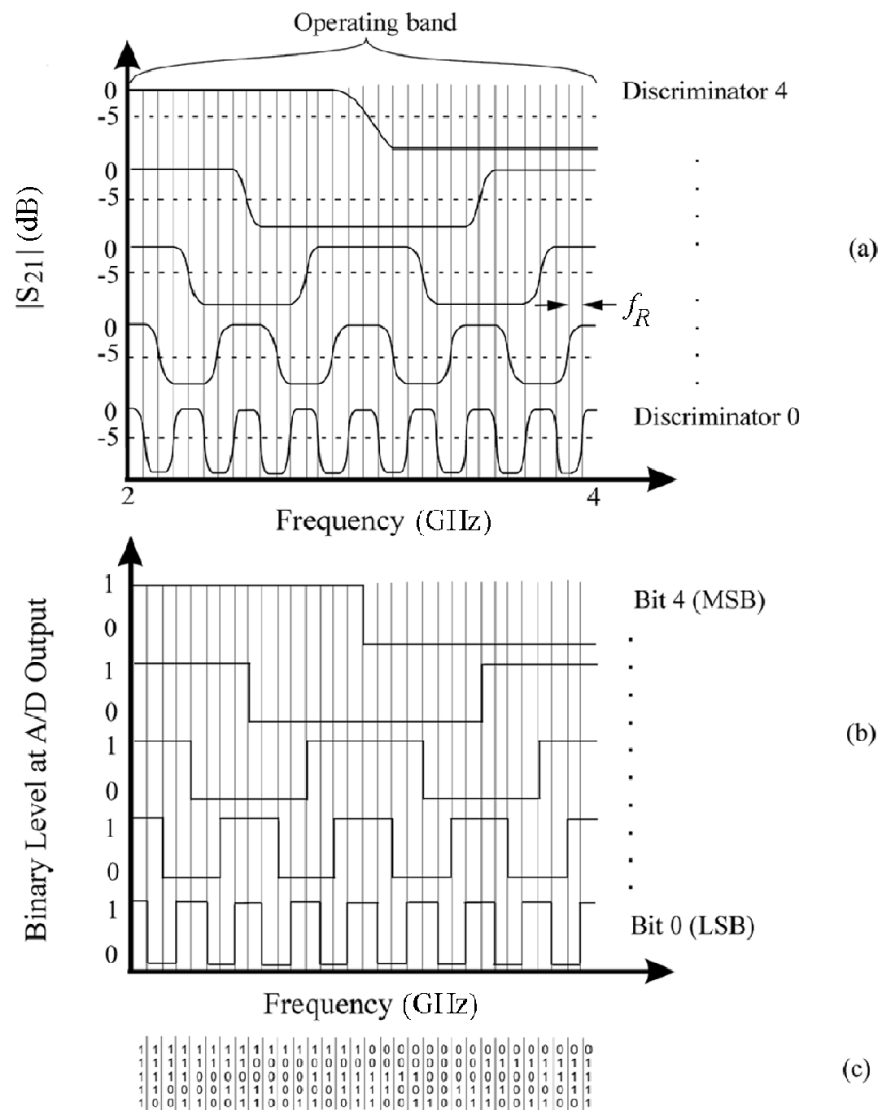 Operating band
0
-5
Discriminator 4
0
-5
|S21| (dB)
0
-5
(a)
fR
0
-5
0
-5
Discriminator 0
2
4
Frequency (GHz)
Binary Level at A/D Output
1
0
Bit 4 (MSB)
1
0
1
0
(b)
1
0
1
0
Bit 0 (LSB)
Frequency (GHz)
(c)